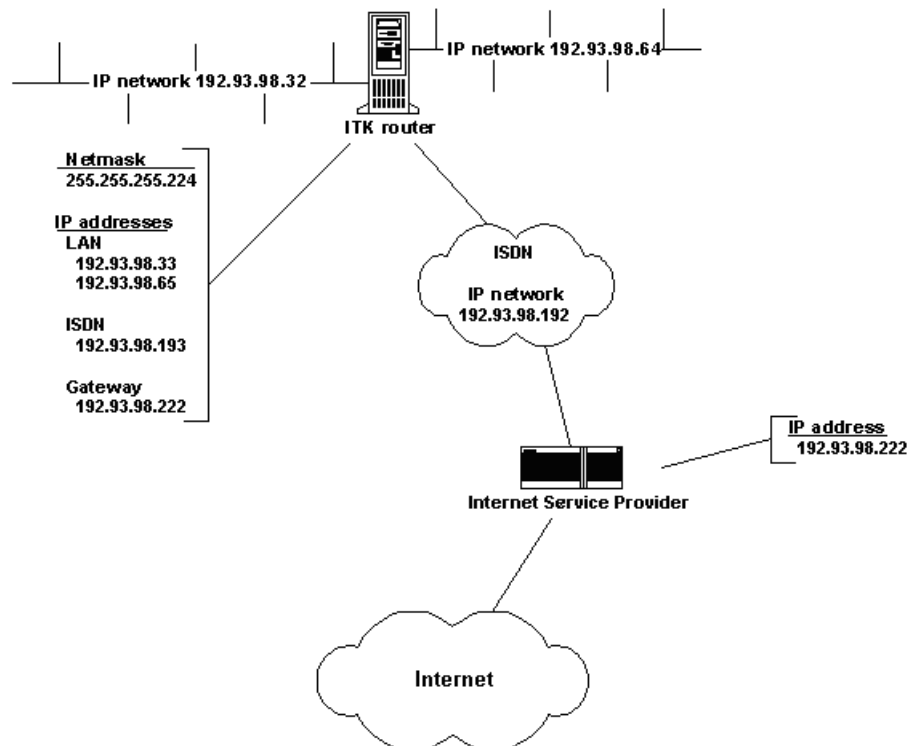 IP network 192.93.98.64
IP network 192.93.98.32
ITK router
Netmask
255.255.255.224
IP addresses
LAN
192.93.98.33
192.93.98.65
ISDN
192.93.98.193
Gateway
192.93.98.222
ISDN
IP network
192.93.98.192
IP address
192.93.98.222
Internet Service Provider
Internet